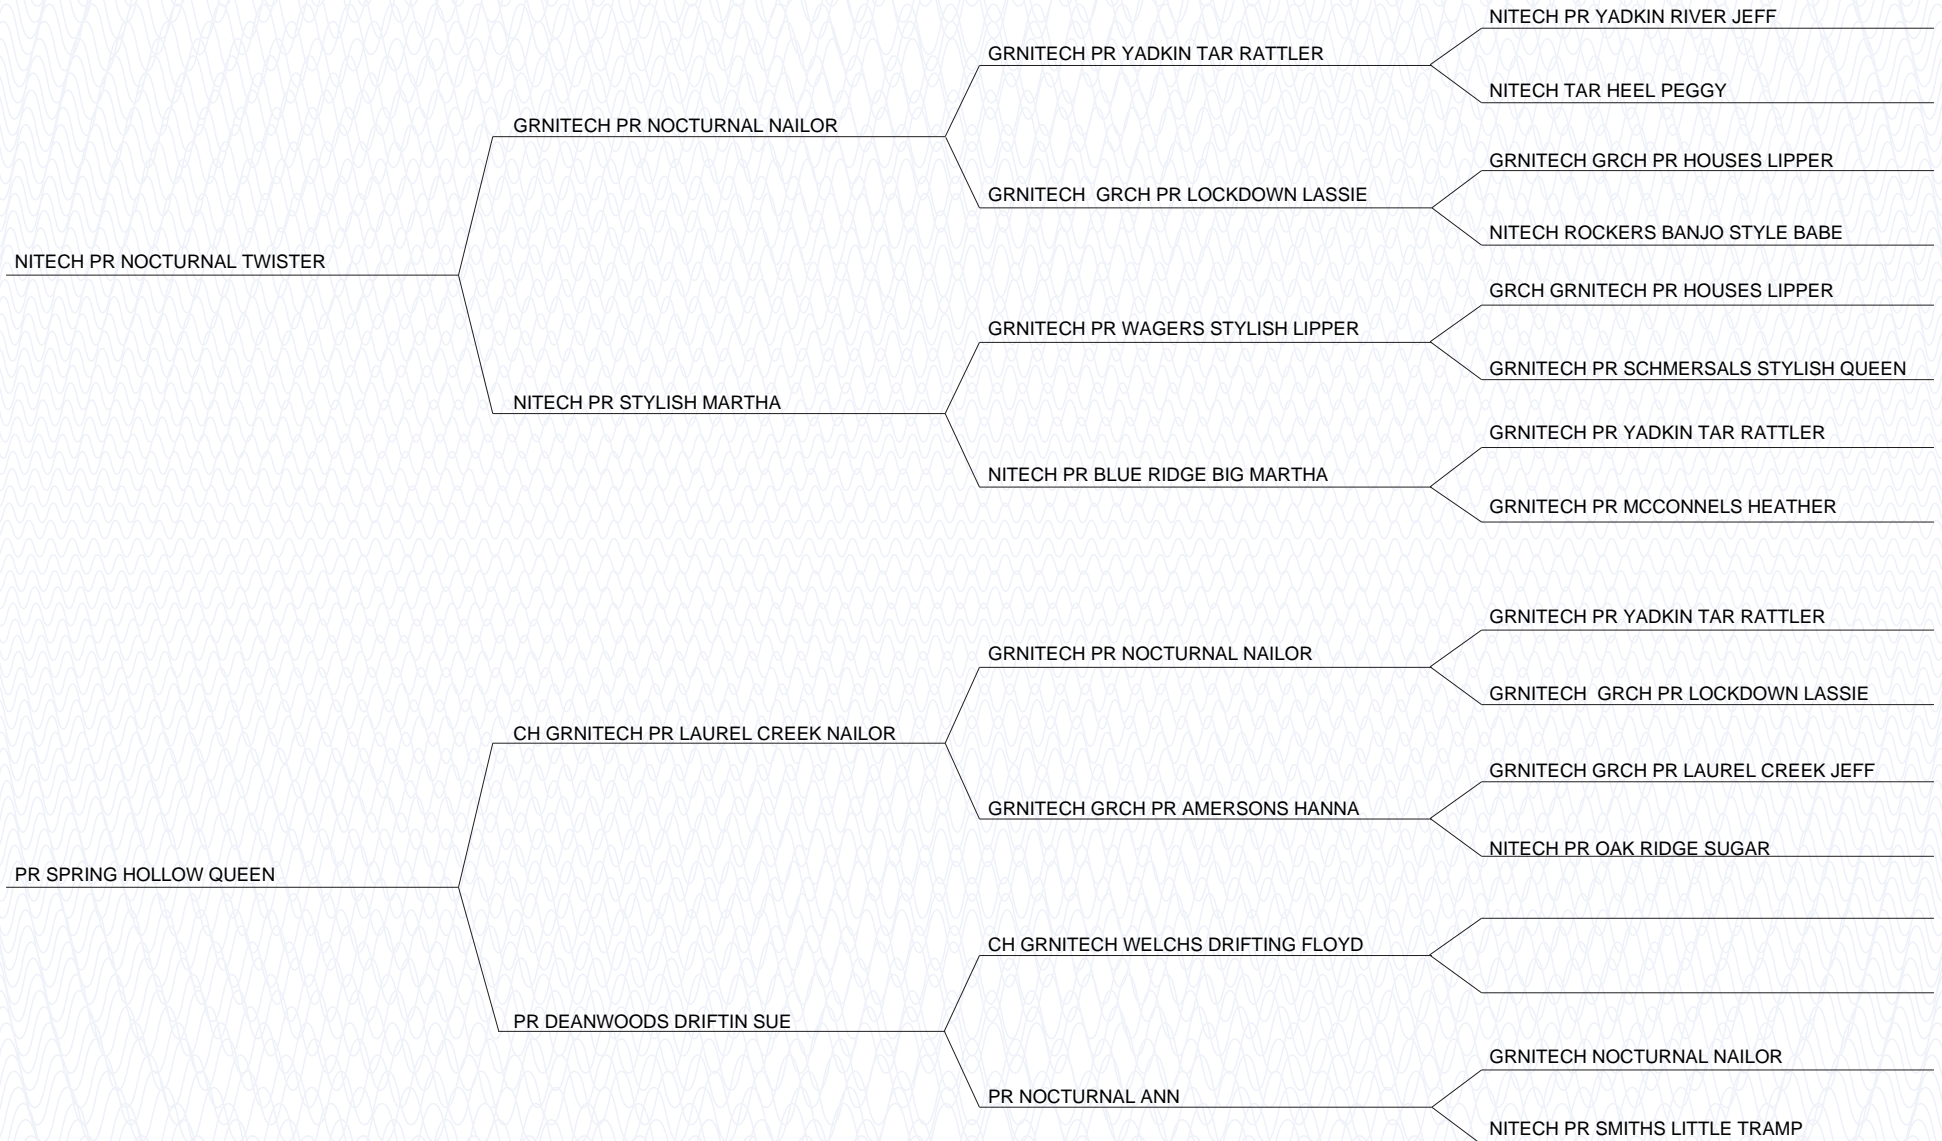 NITECH PR YADKIN RIVER JEFF
GRNITECH PR YADKIN TAR RATTLER
NITECH TAR HEEL PEGGY
GRNITECH PR NOCTURNAL NAILOR
GRNITECH GRCH PR HOUSES LIPPER
GRNITECH  GRCH PR LOCKDOWN LASSIE
NITECH ROCKERS BANJO STYLE BABE
NITECH PR NOCTURNAL TWISTER
GRCH GRNITECH PR HOUSES LIPPER
GRNITECH PR WAGERS STYLISH LIPPER
GRNITECH PR SCHMERSALS STYLISH QUEEN
NITECH PR STYLISH MARTHA
GRNITECH PR YADKIN TAR RATTLER
NITECH PR BLUE RIDGE BIG MARTHA
GRNITECH PR MCCONNELS HEATHER
GRNITECH PR YADKIN TAR RATTLER
GRNITECH PR NOCTURNAL NAILOR
GRNITECH  GRCH PR LOCKDOWN LASSIE
CH GRNITECH PR LAUREL CREEK NAILOR
GRNITECH GRCH PR LAUREL CREEK JEFF
GRNITECH GRCH PR AMERSONS HANNA
NITECH PR OAK RIDGE SUGAR
PR SPRING HOLLOW QUEEN
CH GRNITECH WELCHS DRIFTING FLOYD
PR DEANWOODS DRIFTIN SUE
GRNITECH NOCTURNAL NAILOR
PR NOCTURNAL ANN
NITECH PR SMITHS LITTLE TRAMP